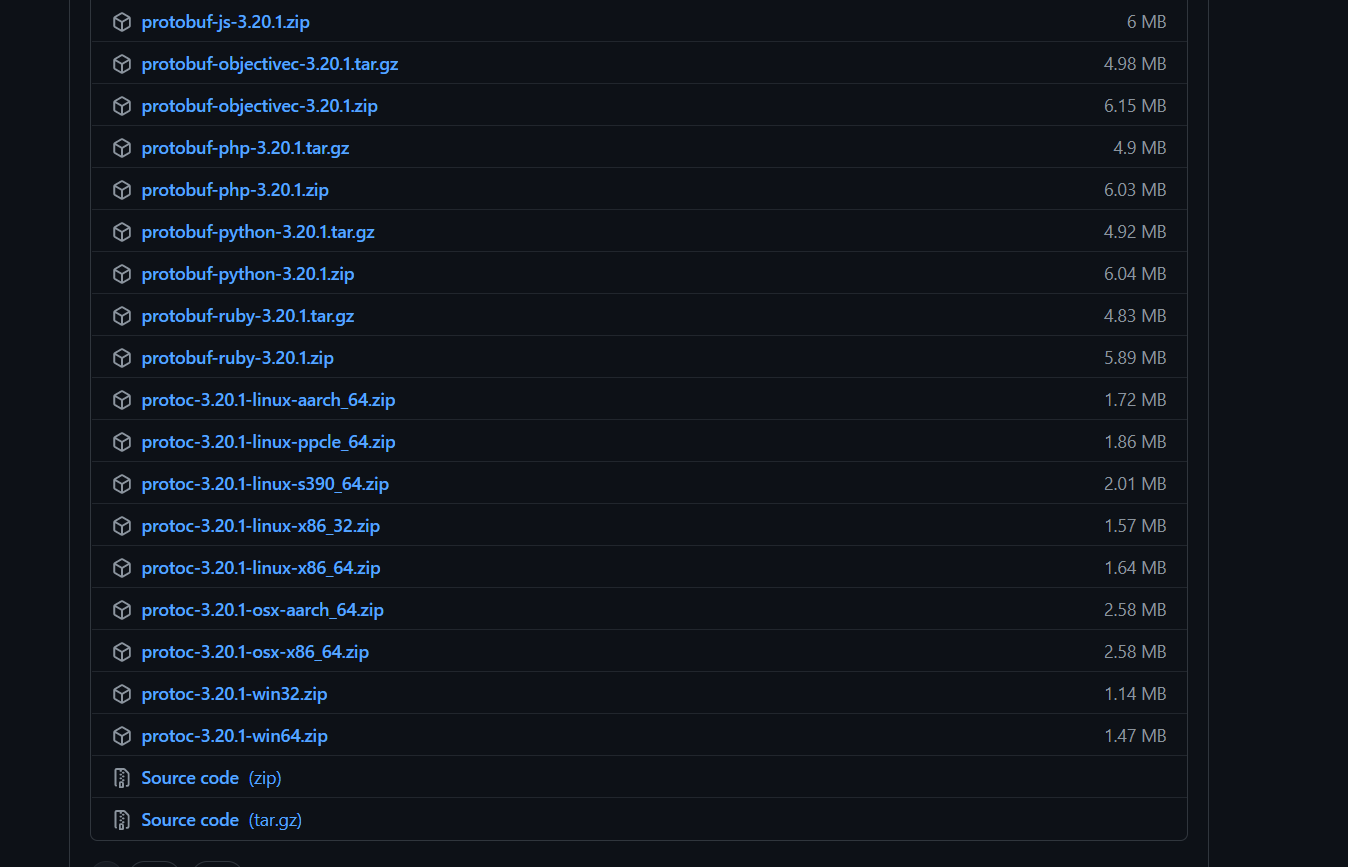 protobuf-js-3.20.1.zip 6 MB
protobuf-objectivec-3.20.1.tar.gz 4.98 MB
protobuf-objectivec-3.20.1.zip 6.15 MB
protobuf-php-3.20.1.tar.gz 4.9 MB
protobuf-php-3.20.1.zip 6.03 MB
protobuf-python-3.20.1.tar.gz 4.92 MB
protobuf-python-3.20.1.zip 6.04 MB
protobuf-ruby-3.20.1.tar.gz 4.83 MB
protobuf-ruby-3.20.1.zip 5.89 MB
protoc-3.20.1-linux-aarch_64.zip 1.72 MB
protoc-3.20.1-linux-ppcle_64.zip 1.86 MB
protoc-3.20.1-linux-s390_64.zip 2.01 MB
protoc-3.20.1-linux-x86_32.zip 1.57 MB
protoc-3.20.1-linux-x86_64.zip 1.64 MB
protoc-3.20.1-osx-aarch_64.zip 2.58 MB
protoc-3.20.1-osx-x86_64.zip 2.58 MB
protoc-3.20.1-win32.zip 1.14 MB
protoc-3.20.1-win64.zip 1.47 MB
Source code (zip)
Source code (tar.gz)